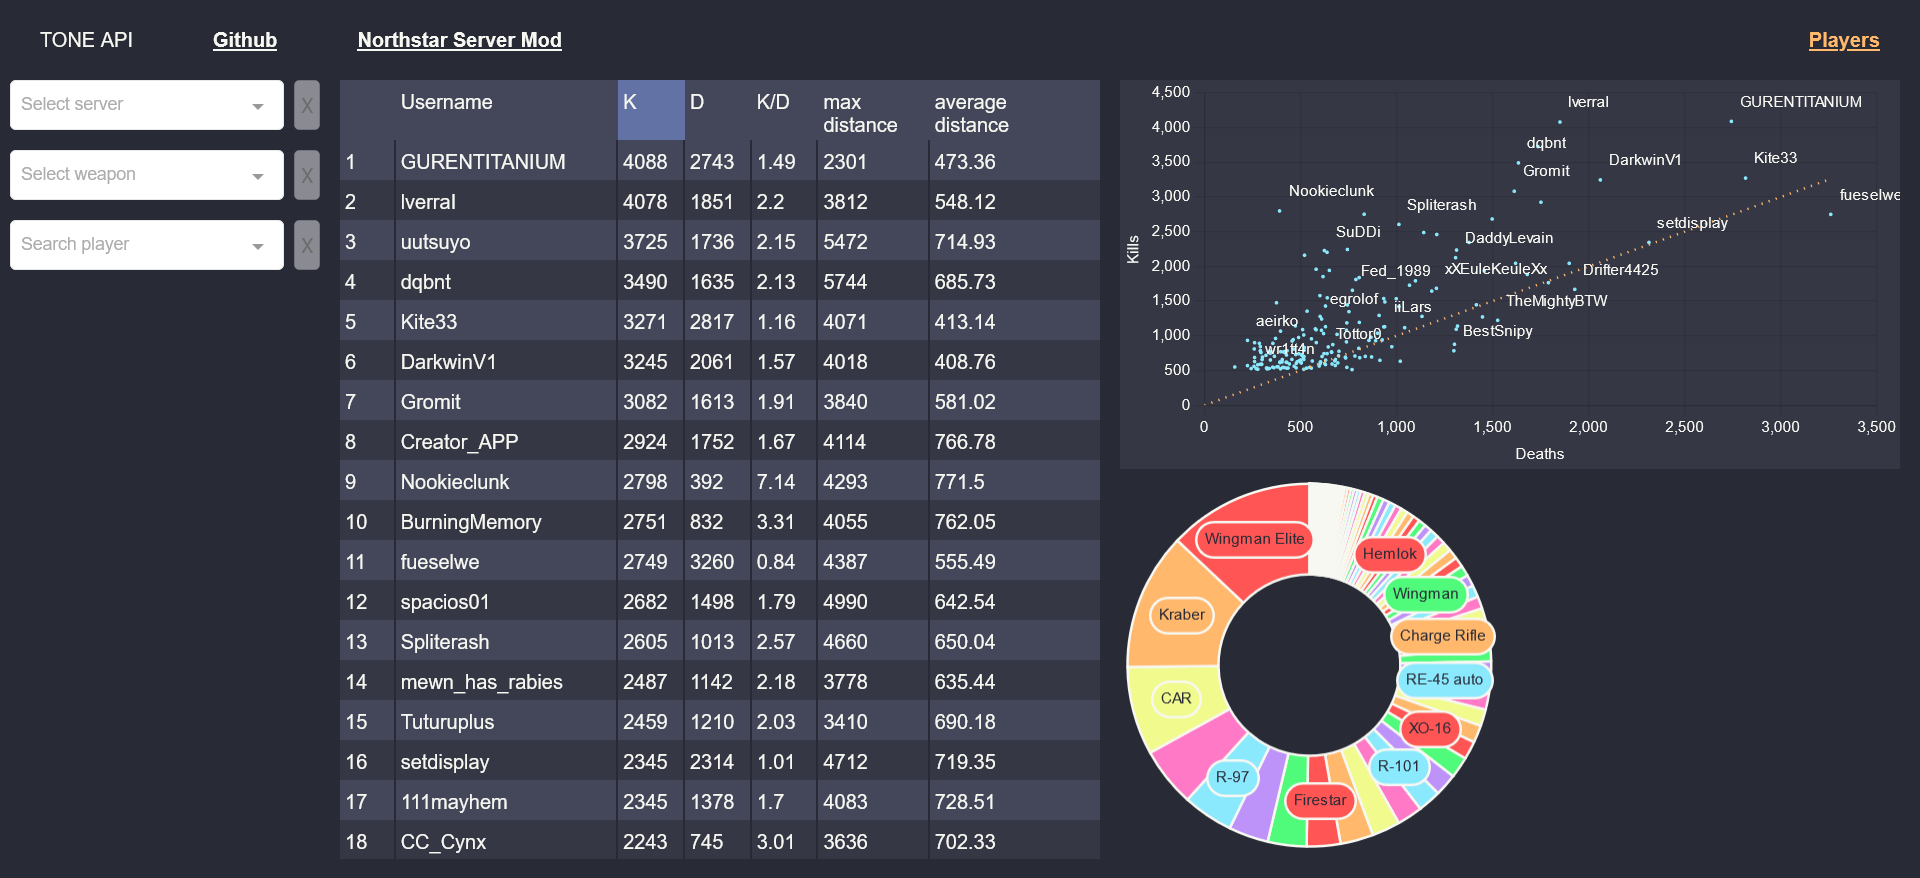 TONE API
Github
Northstar Server Mod
Players
Select server
X
Select weapon
X
Search player
X
Username K D K/D max distance average distance
1 GURENTITANIUM 4088 2743 1.49 2301 473.36
2 lverral 4078 1851 2.2 3812 548.12
3 uutsuyo 3725 1736 2.15 5472 714.93
4 dqbnt 3490 1635 2.13 5744 685.73
5 Kite33 3271 2817 1.16 4071 413.14
6 DarkwinV1 3245 2061 1.57 4018 408.76
7 Gromit 3082 1613 1.91 3840 581.02
8 Creator_APP 2924 1752 1.67 4114 766.78
9 Nookieclunk 2798 392 7.14 4293 771.5
10 BurningMemory 2751 832 3.31 4055 762.05
11 fueselwe 2749 3260 0.84 4387 555.49
12 spacios01 2682 1498 1.79 4990 642.54
13 Spliterash 2605 1013 2.57 4660 650.04
14 mewn_has_rabies 2487 1142 2.18 3778 635.44
15 Tuturuplus 2459 1210 2.03 3410 690.18
16 setdisplay 2345 2314 1.01 4712 719.35
17 111mayhem 2345 1378 1.7 4083 728.51
18 CC_Cynx 2243 745 3.01 3636 702.33
4,500
4,000
3,500
3,000
2,500
2,000
1,500
1,000
500
0
Kills
lverral
GURENTITANIUM
dqbnt
DarkwinV1
Kite33
Gromit
Nookieclunk
Spliterash
fueselwe
setdisplay
SuDDi
DaddyLevain
Fed_1989
xXEuleKeuleXx
Drifter4425
egrolof
iiLars
TheMightyBTW
aeirko
Tottor0
BestSnipy
wr1tt4n
0 500 1,000 1,500 2,000 2,500 3,000 3,500
Deaths
Wingman Elite
Hemlok
Wingman
Kraber
Charge Rifle
RE-45 auto
CAR
XO-16
R-101
R-97
Firestar